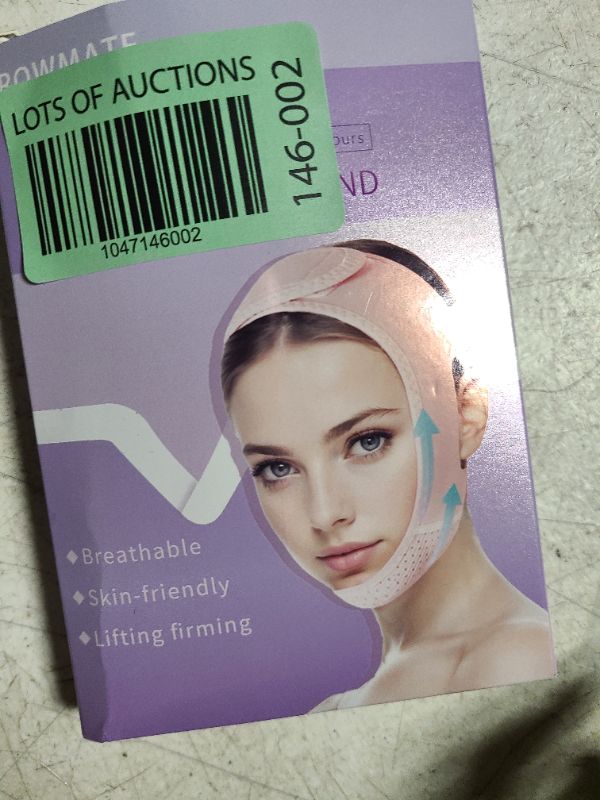 ROWMATE
LOTS OF AUCTIONS
146-002
1047146002
ours
ND
Breathable
Skin-friendly
Lifting firming